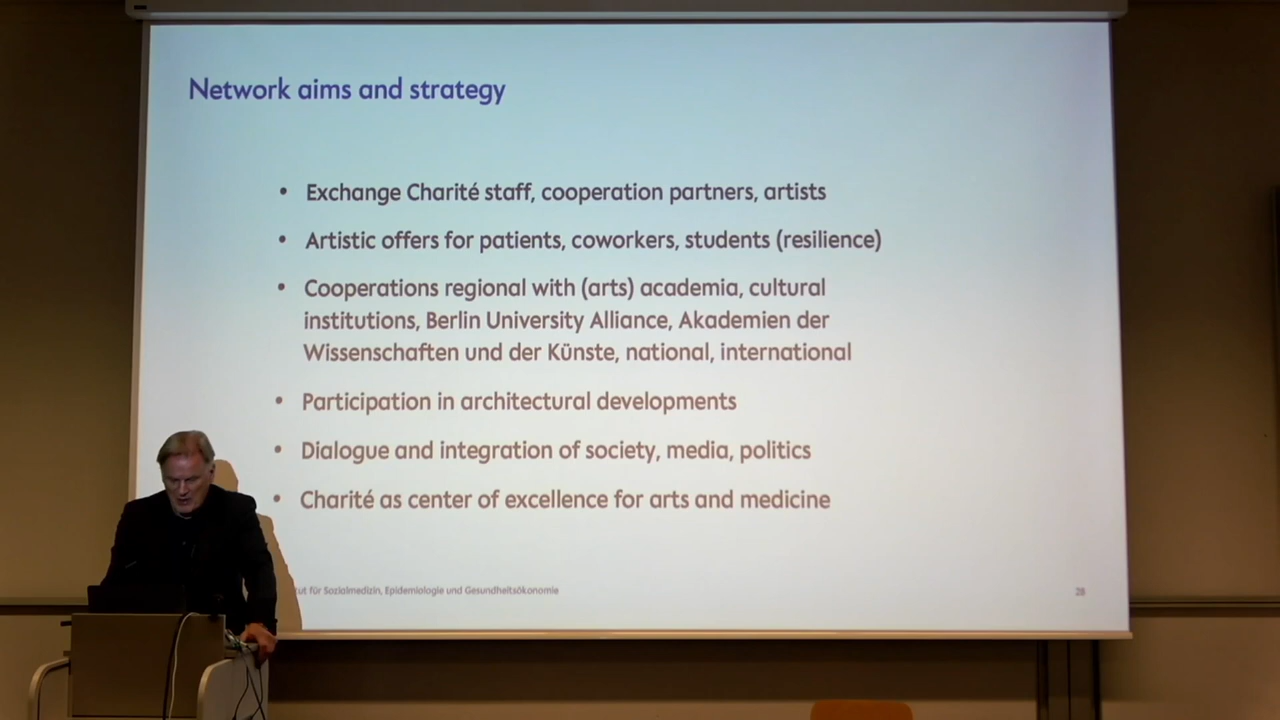 Network aims and strategy
• Exchange Charité staff, cooperation partners, artists
• Artistic offers for patients, coworkers, students (resilience)
• Cooperations regional with (arts) academia, cultural
institutions, Berlin University Alliance, Akademien der
Wissenschaften und der Künste, national, international
• Participation in architectural developments
• Dialogue and integration of society, media, politics
• Charité as center of excellence for arts and medicine
für Sozialmedizin, Epidemiologie und Gesundheitsökonomie
28